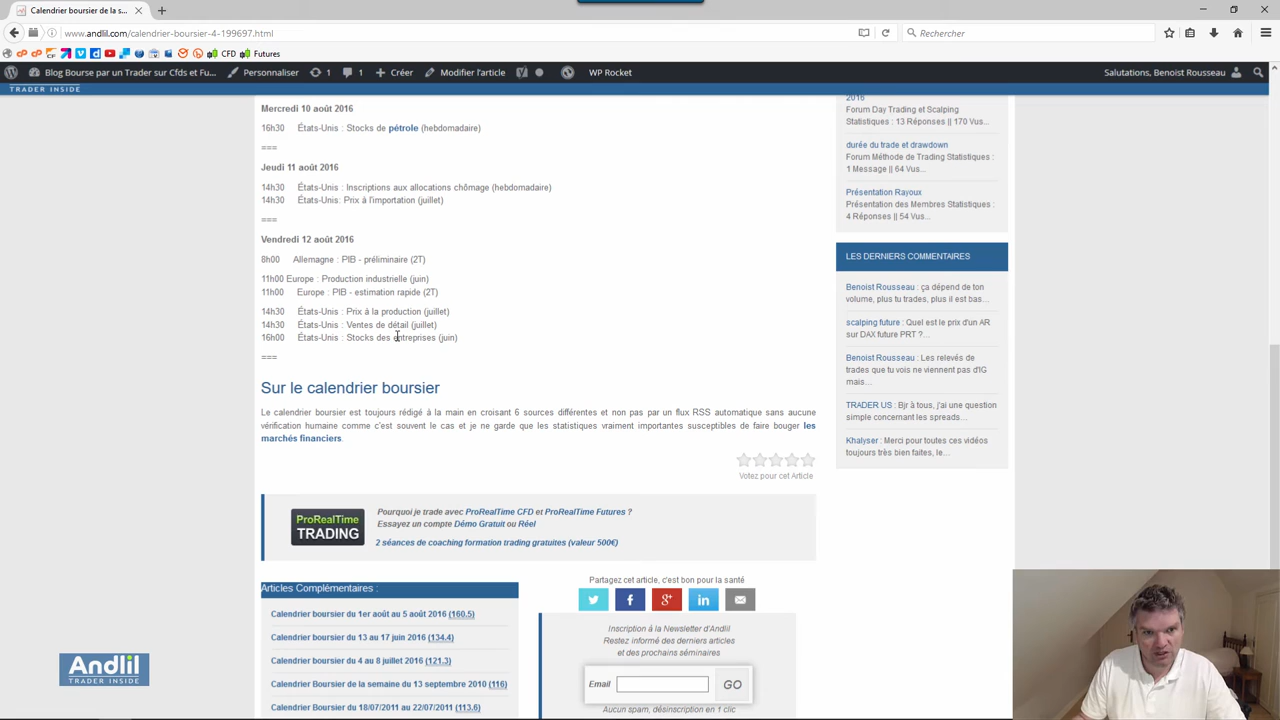 Calendrier boursier de la s...
www.andlil.com/calendrier-boursier-4-199697.html
Rechercher
CFD
Futures
Blog Bourse par un Trader sur Cfds et Fu...
Personnaliser
1
1
Créer
Modifier l'article
WP Rocket
Salutations, Benoist Rousseau
TRADER INSIDE
Mercredi 10 août 2016
16h30 États-Unis : Stocks de pétrole (hebdomadaire)
===
Jeudi 11 août 2016
14h30 États-Unis : Inscriptions aux allocations chômage (hebdomadaire)
14h30 États-Unis: Prix à l'importation (juillet)
===
Vendredi 12 août 2016
8h00 Allemagne : PIB - préliminaire (2T)
11h00 Europe : Production industrielle (juin)
11h00 Europe : PIB - estimation rapide (2T)
14h30 États-Unis : Prix à la production (juillet)
14h30 États-Unis : Ventes de détail (juillet)
16h00 États-Unis : Stocks des entreprises (juin)
===
Sur le calendrier boursier
Le calendrier boursier est toujours rédigé à la main en croisant 6 sources différentes et non pas par un flux RSS automatique sans aucune
vérification humaine comme c'est souvent le cas et je ne garde que les statistiques vraiment importantes susceptibles de faire bouger les
marchés financiers.
Votez pour cet Article
ProRealTime
TRADING
Pourquoi je trade avec ProRealTime CFD et ProRealTime Futures ?
Essayez un compte Démo Gratuit ou Réel
2 séances de coaching formation trading gratuites (valeur 500€)
Articles Complémentaires :
Calendrier boursier du 1er août au 5 août 2016 (160.5)
Calendrier boursier du 13 au 17 juin 2016 (134.4)
Calendrier boursier du 4 au 8 juillet 2016 (121.3)
Calendrier Boursier de la semaine du 13 septembre 2010 (116)
Calendrier Boursier du 18/07/2011 au 22/07/2011 (113.6)
Partagez cet article, c'est bon pour la santé
Inscription à la Newsletter d'Andlil
Restez informé des derniers articles
et des prochains séminaires
Email
GO
Aucun spam, désinscription en 1 clic
2016
Forum Day Trading et Scalping
Statistiques : 13 Réponses || 170 Vus...
durée du trade et drawdown
Forum Méthode de Trading Statistiques :
1 Message || 64 Vus...
Présentation Rayoux
Présentation des Membres Statistiques :
4 Réponses || 54 Vus...
LES DERNIERS COMMENTAIRES
Benoist Rousseau : ça dépend de ton
volume, plus tu trades, plus il est bas...
scalping future : Quel est le prix d'un AR
sur DAX future PRT ?...
Benoist Rousseau : Les relevés de
trades que tu vois ne viennent pas d'IG
mais...
TRADER US : Bjr à tous, j'ai une question
simple concernant les spreads...
Khalyser : Merci pour toutes ces vidéos
toujours très bien faites, le...
Andlil
TRADER INSIDE